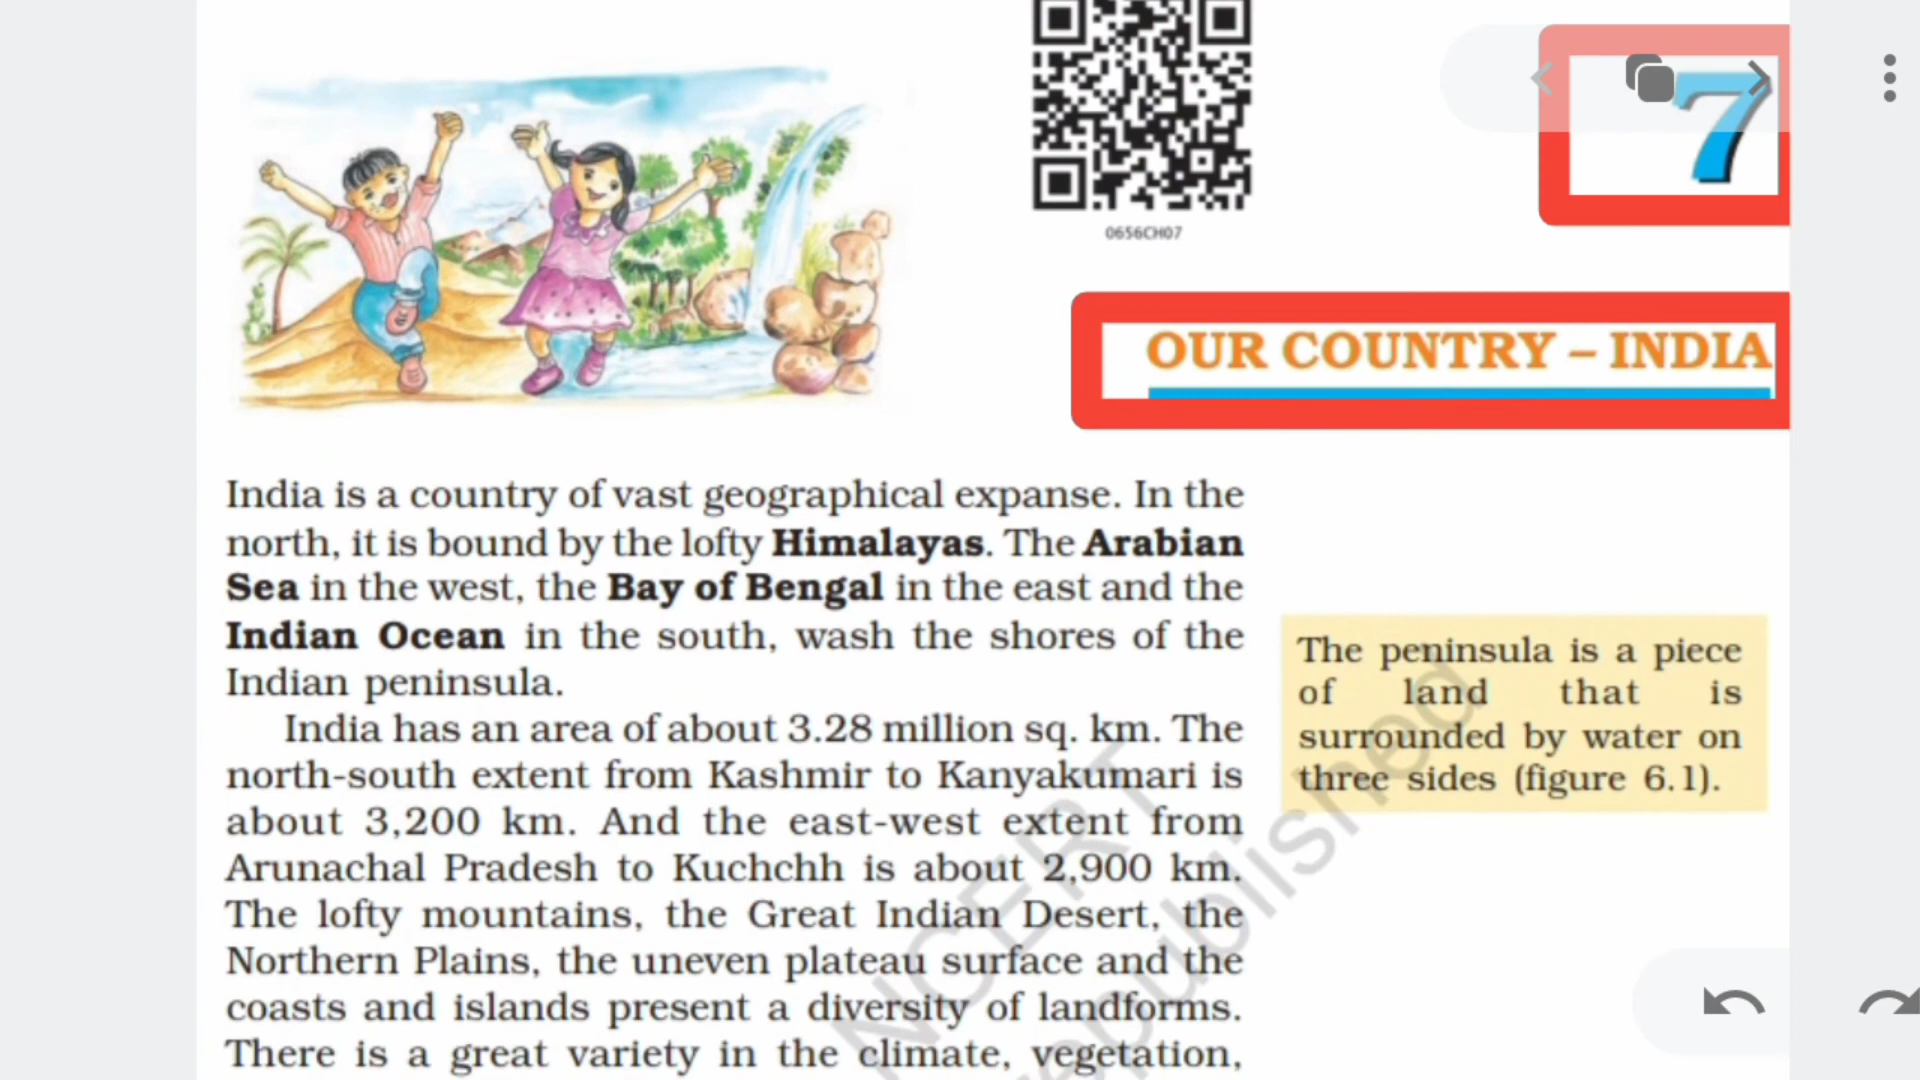 0656CH07
7
OUR COUNTRY – INDIA
India is a country of vast geographical expanse. In the
north, it is bound by the lofty Himalayas. The Arabian
Sea in the west, the Bay of Bengal in the east and the
Indian Ocean in the south, wash the shores of the
Indian peninsula.
India has an area of about 3.28 million sq. km. The
north-south extent from Kashmir to Kanyakumari is
about 3,200 km. And the east-west extent from
Arunachal Pradesh to Kuchchh is about 2,900 km.
The lofty mountains, the Great Indian Desert, the
Northern Plains, the uneven plateau surface and the
coasts and islands present a diversity of landforms.
There is a great variety in the climate, vegetation,
The peninsula is a piece
of land that is
surrounded by water on
three sides (figure 6.1).
NCERT
republished